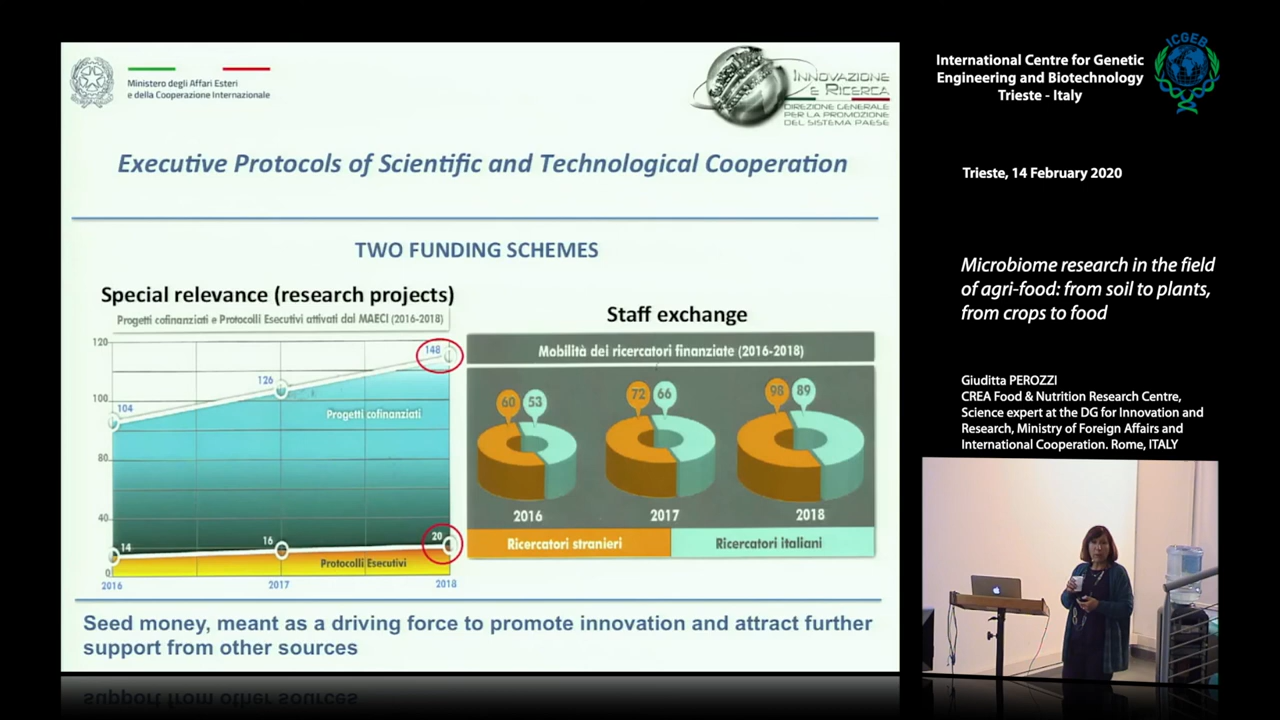 Ministero degli Affari Esteri
e della Cooperazione Internazionale
INNOVAZIONE
E RICERCA
DIREZIONE GENERALE
PER LA PROMOZIONE
DEL SISTEMA PAESE
Executive Protocols of Scientific and Technological Cooperation
TWO FUNDING SCHEMES
Special relevance (research projects)
Progetti cofinanziati e Protocolli Esecutivi attivati dal MAECI (2016-2018)
120
148
126
104
100
Progetti cofinanziati
80
40
14
16
20
Protocolli Esecutivi
0
2016
2017
2018
Staff exchange
Mobilità dei ricercatori finanziate (2016-2018)
60 53
72 66
98 89
2016
2017
2018
Ricercatori stranieri
Ricercatori italiani
Seed money, meant as a driving force to promote innovation and attract further
support from other sources
International Centre for Genetic
Engineering and Biotechnology
Trieste - Italy
ICGEB
Trieste, 14 February 2020
Microbiome research in the field
of agri-food: from soil to plants,
from crops to food
Giuditta PEROZZI
CREA Food & Nutrition Research Centre,
Science expert at the DG for Innovation and
Research, Ministry of Foreign Affairs and
International Cooperation. Rome, ITALY